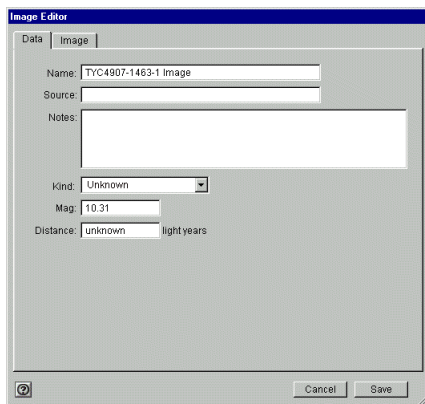 Image Editor
Data Image
Name: TYC4907-1463-1 Image
Source:
Notes:
Kind: Unknown
Mag: 10.31
Distance: unknown light years
? Cancel Save